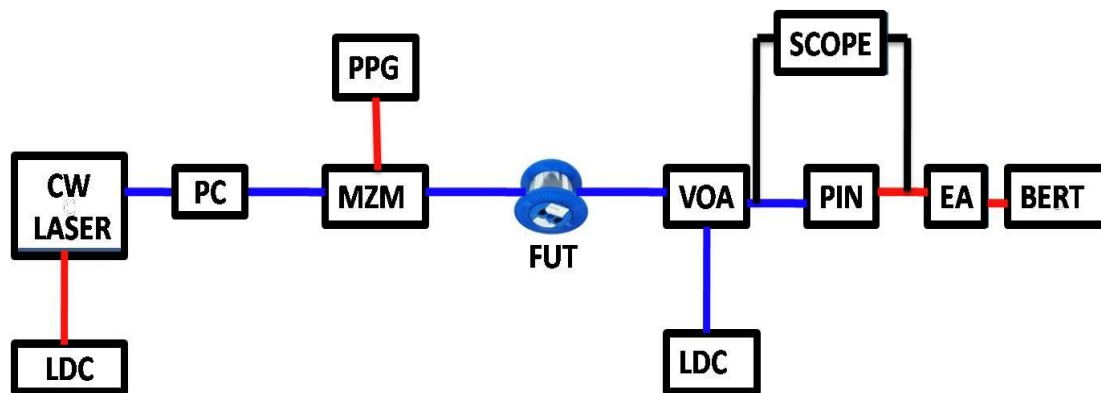 PPG
SCOPE
CW
LASER
PC
MZM
FUT
VOA
PIN
EA
BERT
LDC
LDC